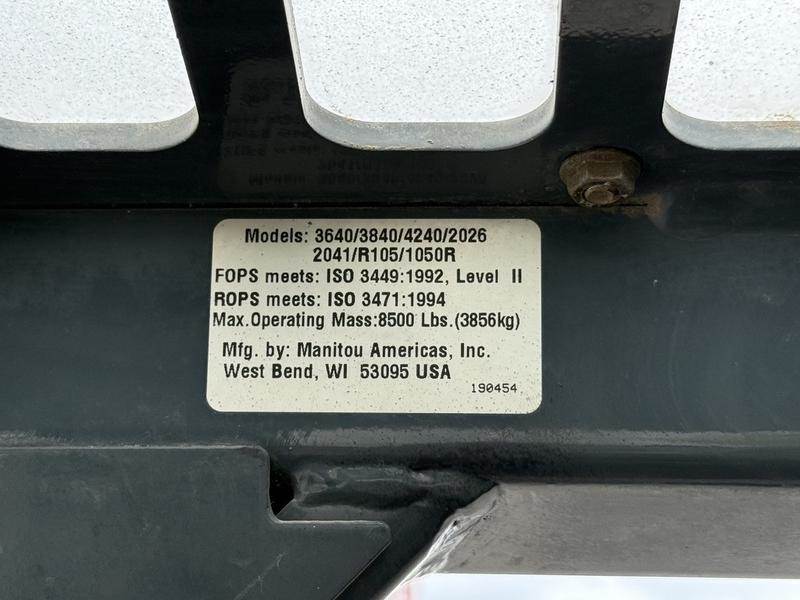 Models: 3640/3840/4240/2026
2041/R105/1050R
FOPS meets: ISO 3449:1992, Level II
ROPS meets: ISO 3471:1994
Max.Operating Mass:8500 Lbs.(3856kg)
Mfg. by: Manitou Americas, Inc.
West Bend, WI 53095 USA
190454